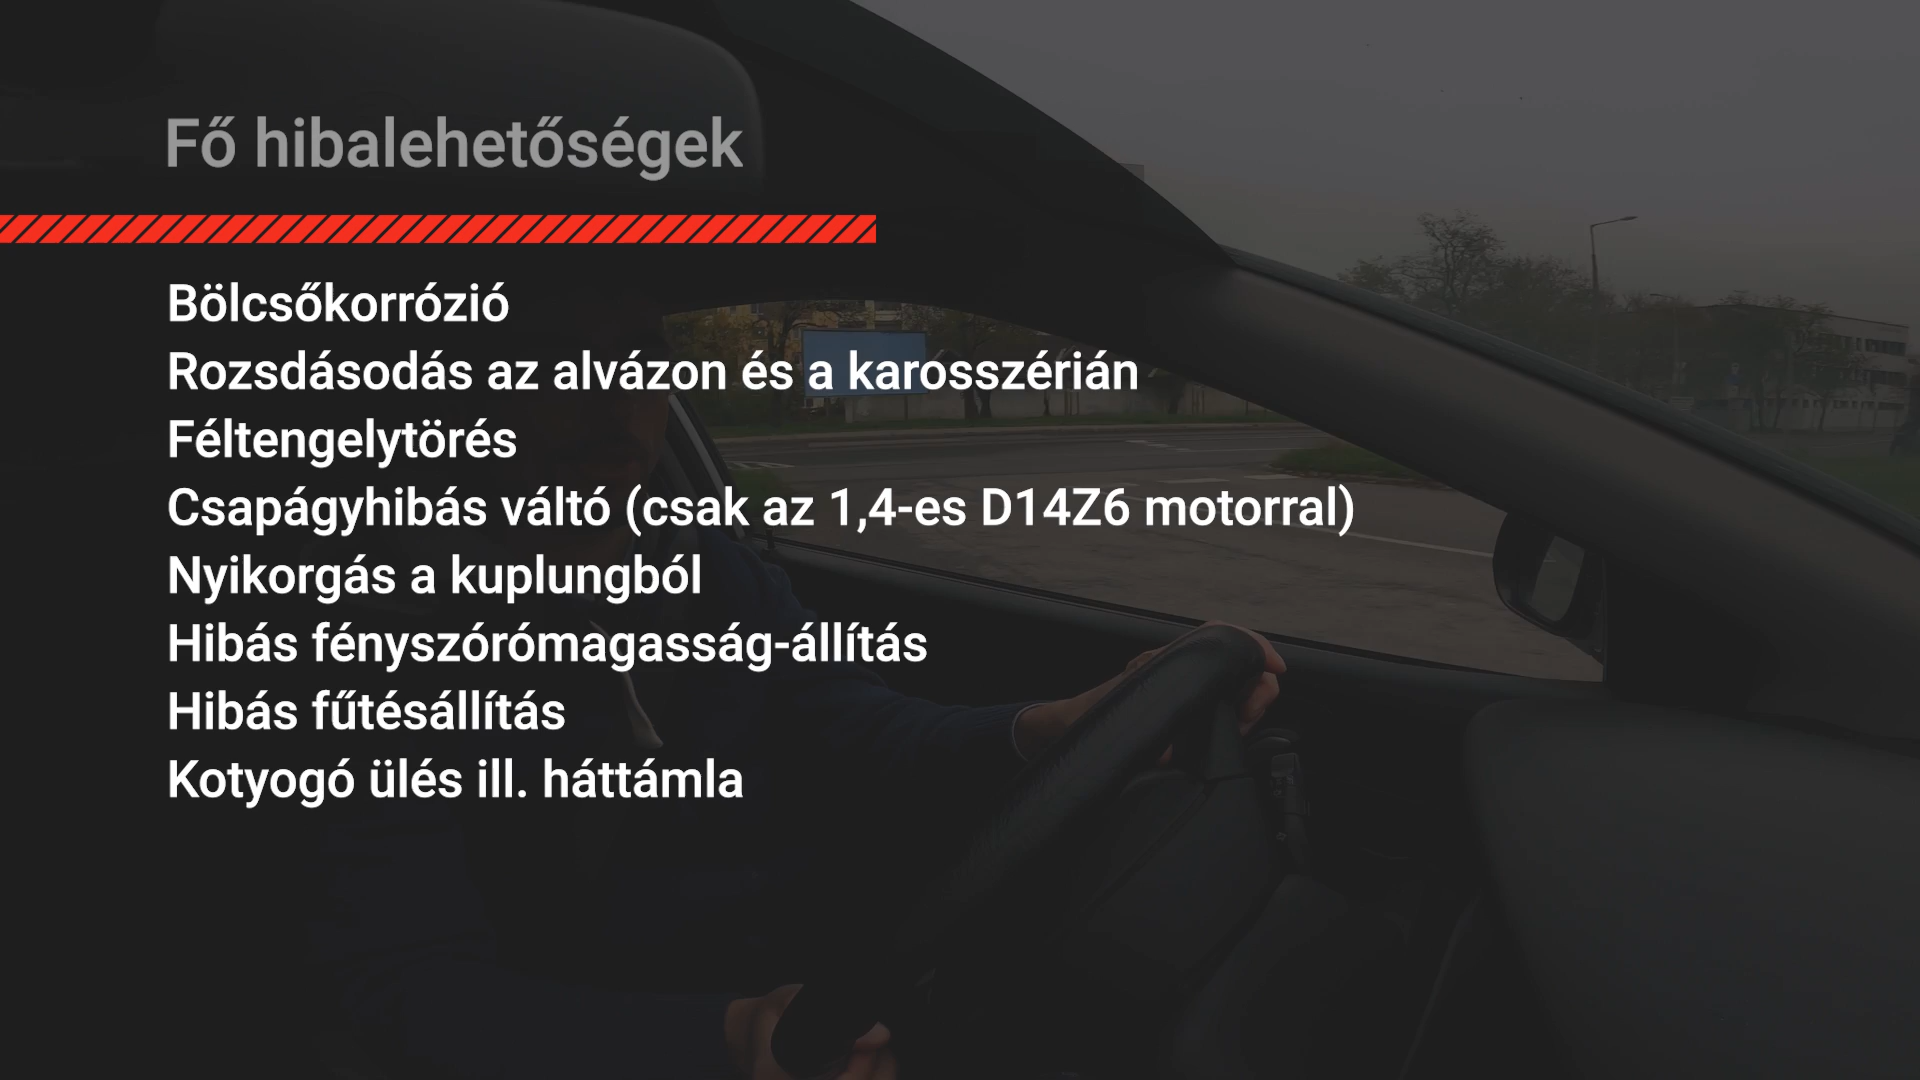 Fő hibalehetőségek
Bölcsőkorrózió
Rozsdásodás az alvázon és a karosszérián
Féltengelytörés
Csapágyhibás váltó (csak az 1,4-es D14Z6 motorral)
Nyikorgás a kuplungból
Hibás fényszórómagasság-állítás
Hibás fűtésállítás
Kotyogó ülés ill. háttámla